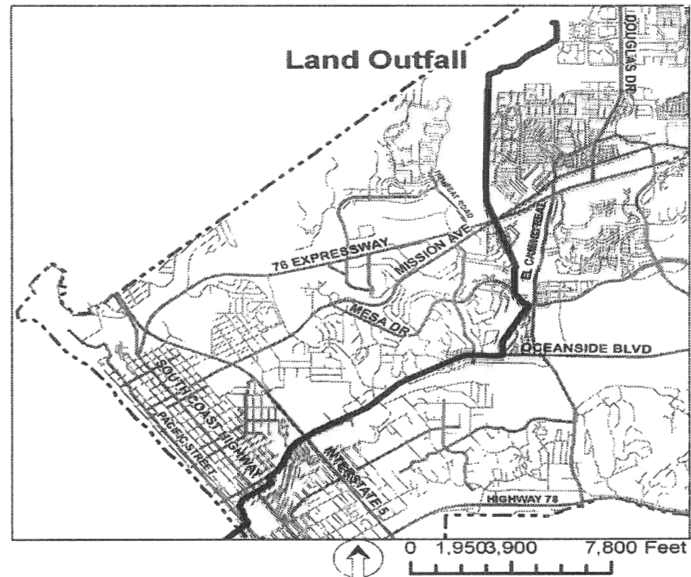 Land Outfall
DOUGLAS DR
EL CAMINO REAL
76 EXPRESSWAY
MISSION AVE
MESA DR
OCEANSIDE BLVD
SOUTH COAST HIGHWAY
PACIFIC STREET
INTERSTATE 5
HIGHWAY 78
0 1,950 3,900 7,800 Feet